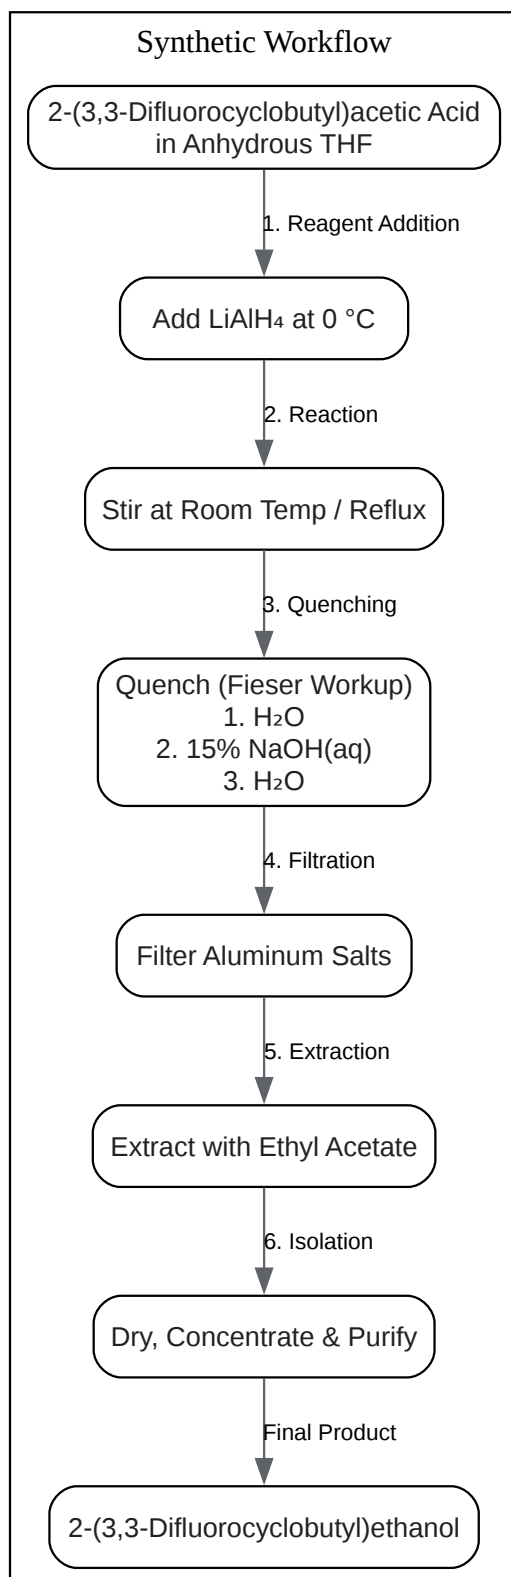 Synthetic Workflow
2-(3,3-Difluorocyclobutyl)acetic Acid
in Anhydrous THF
1. Reagent Addition
Add LiAlH₄ at 0 °C
2. Reaction
Stir at Room Temp / Reflux
3. Quenching
Quench (Fieser Workup)
1. H₂O
2. 15% NaOH(aq)
3. H₂O
4. Filtration
Filter Aluminum Salts
5. Extraction
Extract with Ethyl Acetate
6. Isolation
Dry, Concentrate & Purify
Final Product
2-(3,3-Difluorocyclobutyl)ethanol